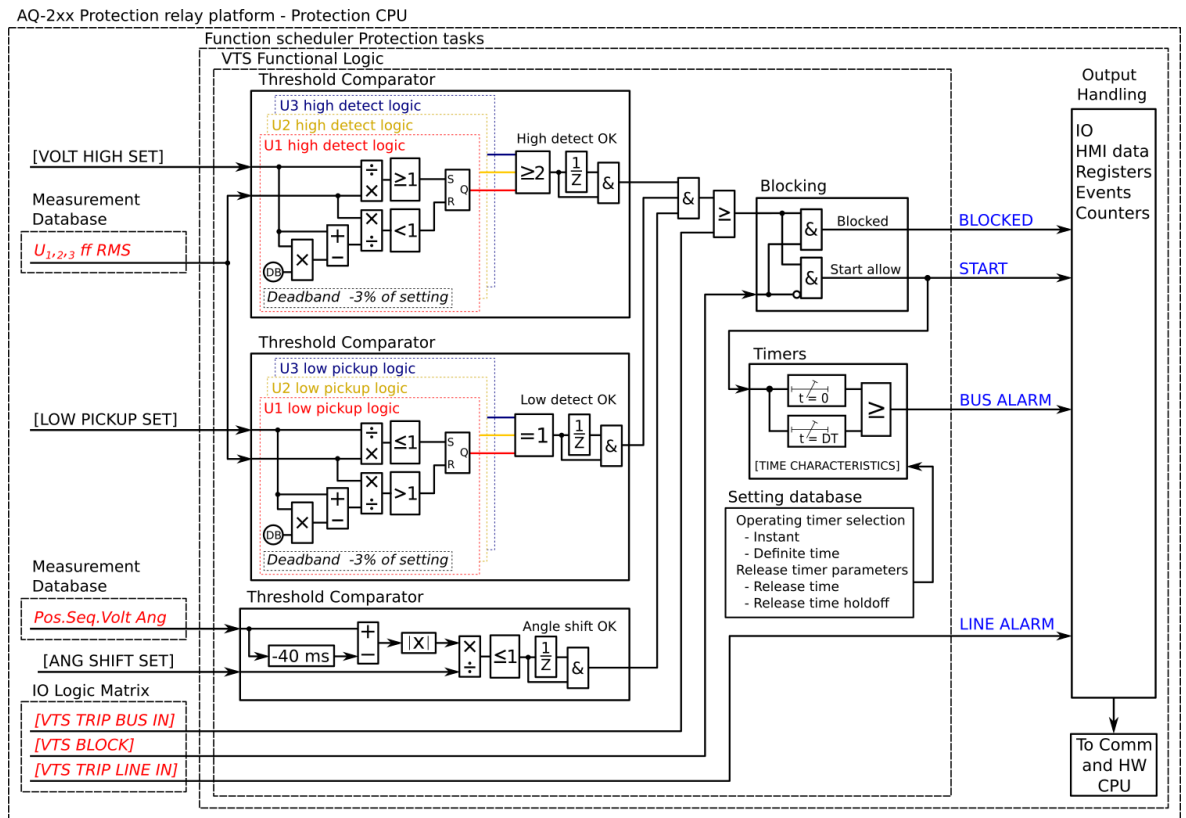 AQ-2xx Protection relay platform - Protection CPU
Function scheduler Protection tasks
VTS Functional Logic
Threshold Comparator
U3 high detect logic
U2 high detect logic
U1 high detect logic
High detect OK
[VOLT HIGH SET]
÷
×
≥1
S
R
Q
≥2
1
Z
&
Measurement
Database
U1,2,3 ff RMS
×
÷
<1
+
−
×
DB
Deadband -3% of setting
&
≥
Blocking
&
Blocked
&
Start allow
BLOCKED
START
Output
Handling
IO
HMI data
Registers
Events
Counters
Threshold Comparator
U3 low pickup logic
U2 low pickup logic
U1 low pickup logic
Low detect OK
[LOW PICKUP SET]
÷
×
≤1
S
R
Q
=1
1
Z
&
×
÷
>1
+
−
×
DB
Deadband -3% of setting
Timers
t = 0
t = DT
≥
[TIME CHARACTERISTICS]
BUS ALARM
Setting database
Operating timer selection
- Instant
- Definite time
Release timer parameters
- Release time
- Release time holdoff
Measurement
Database
Pos.Seq.Volt Ang
Threshold Comparator
Angle shift OK
-40 ms
+
−
|X|
×
÷
≤1
1
Z
&
[ANG SHIFT SET]
LINE ALARM
IO Logic Matrix
[VTS TRIP BUS IN]
[VTS BLOCK]
[VTS TRIP LINE IN]
To Comm
and HW
CPU